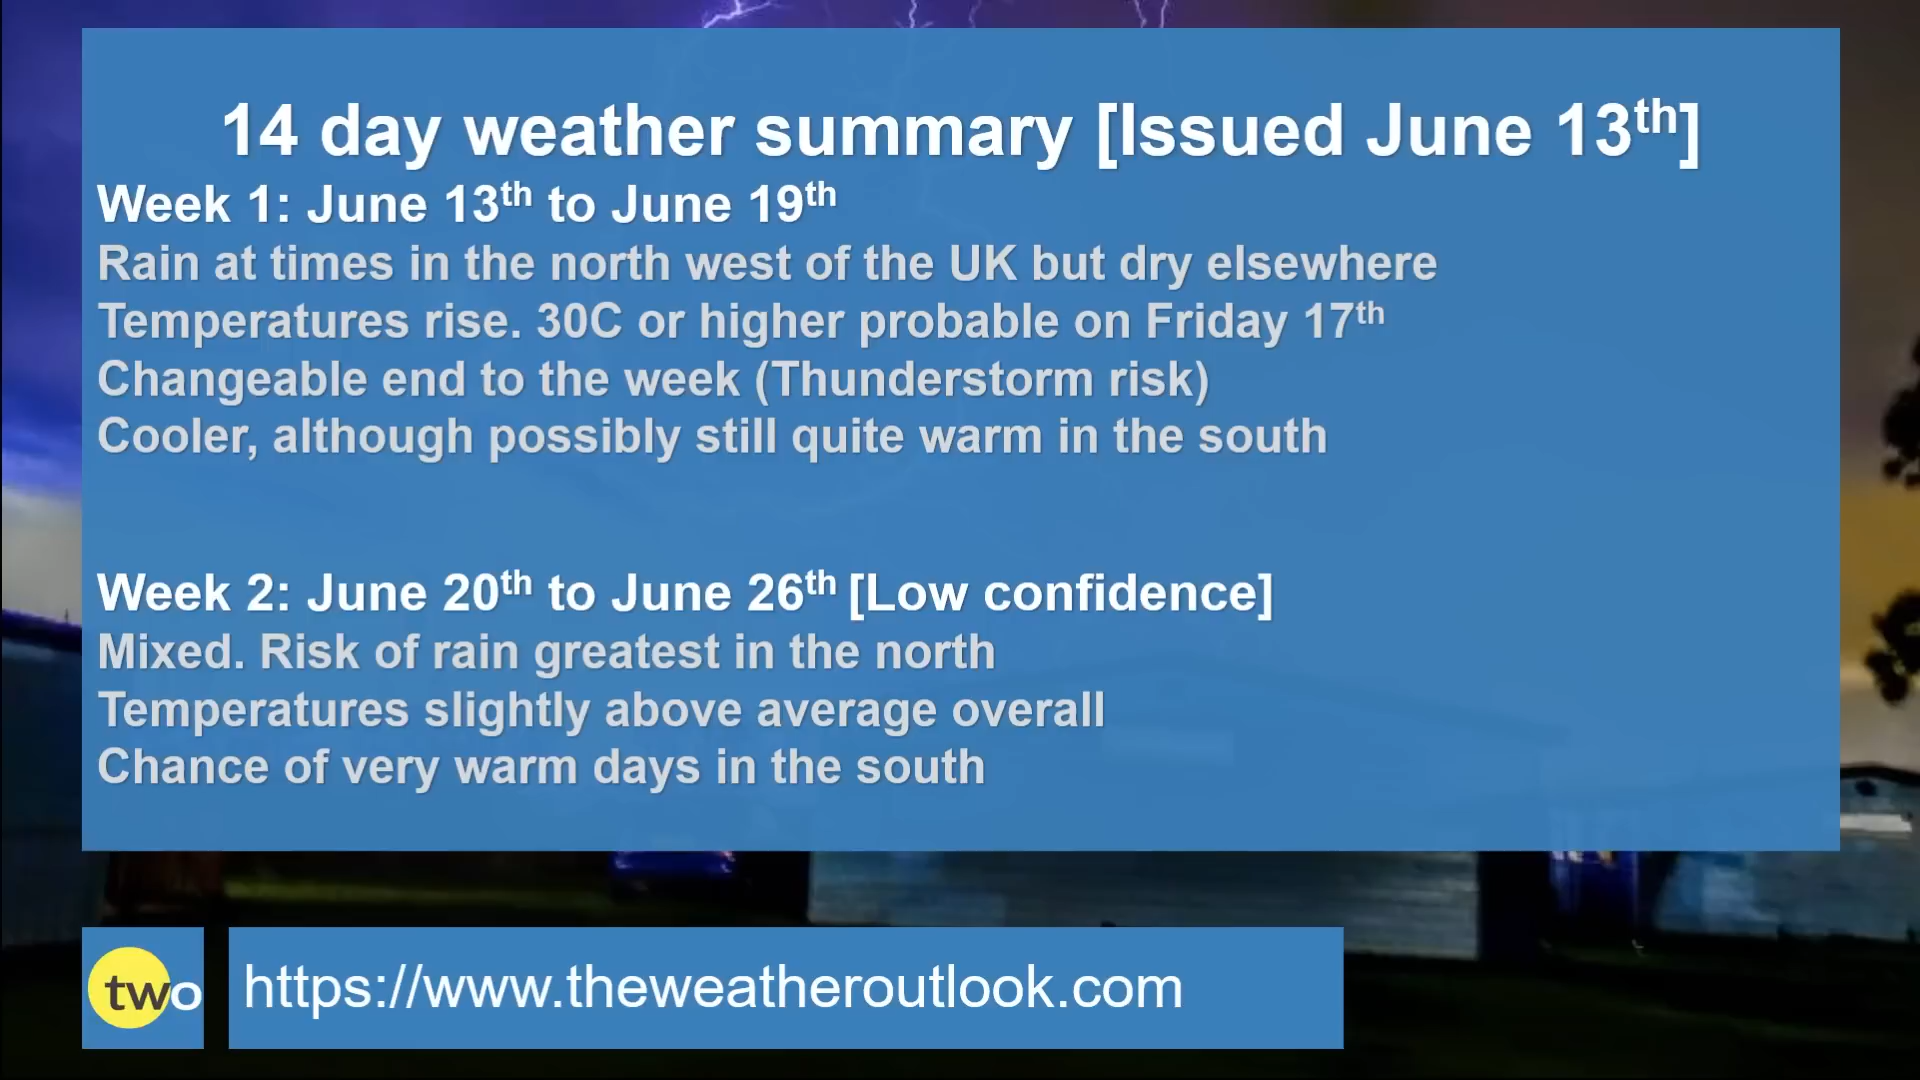 14 day weather summary [Issued June 13th]
Week 1: June 13th to June 19th
Rain at times in the north west of the UK but dry elsewhere
Temperatures rise. 30C or higher probable on Friday 17th
Changeable end to the week (Thunderstorm risk)
Cooler, although possibly still quite warm in the south
Week 2: June 20th to June 26th [Low confidence]
Mixed. Risk of rain greatest in the north
Temperatures slightly above average overall
Chance of very warm days in the south
two
https://www.theweatheroutlook.com